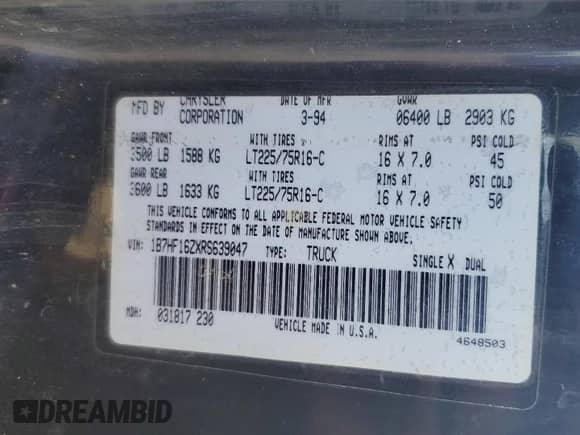 MFD BY CHRYSLER CORPORATION DATE OF MFR 3-94 GVWR 06400 LB 2903 KG
GAWR FRONT WITH TIRES RIMS AT PSI COLD
3500 LB 1588 KG LT225/75R16-C 16 X 7.0 45
GAWR REAR WITH TIRES RIMS AT PSI COLD
3600 LB 1633 KG LT225/75R16-C 16 X 7.0 50
THIS VEHICLE CONFORMS TO ALL APPLICABLE FEDERAL MOTOR VEHICLE SAFETY
STANDARDS IN EFFECT ON THE DATE OF MANUFACTURE SHOWN ABOVE.
VIN: 1B7HF16ZXRS639047 TYPE: TRUCK SINGLE X DUAL
MDH: 031817 230 VEHICLE MADE IN U.S.A. 4648503
DREAMBID